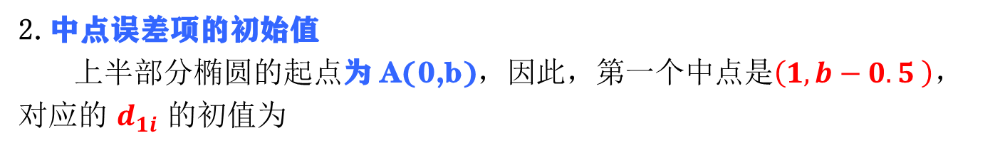 2. 中点误差项的初始值
上半部分椭圆的起点为 A(0,b)，因此，第一个中点是(1, b − 0.5 )，
对应的 d₁ᵢ 的初值为